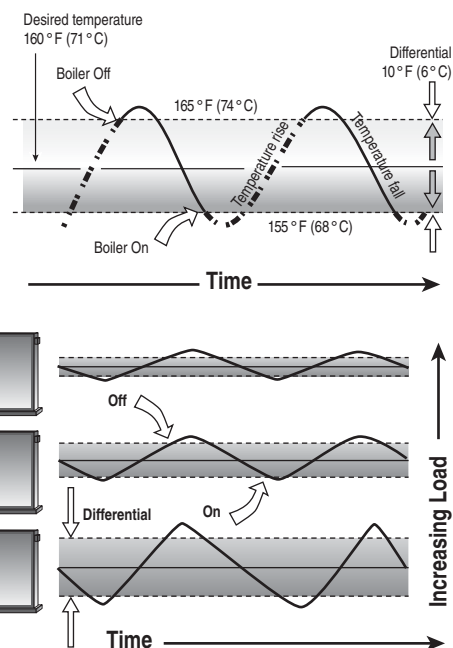 Desired temperature
160°F (71°C)
Differential
10°F (6°C)
Boiler Off
165°F (74°C)
Temperature rise
Temperature fall
155°F (68°C)
Boiler On
Time
Off
On
Differential
Increasing Load
Time